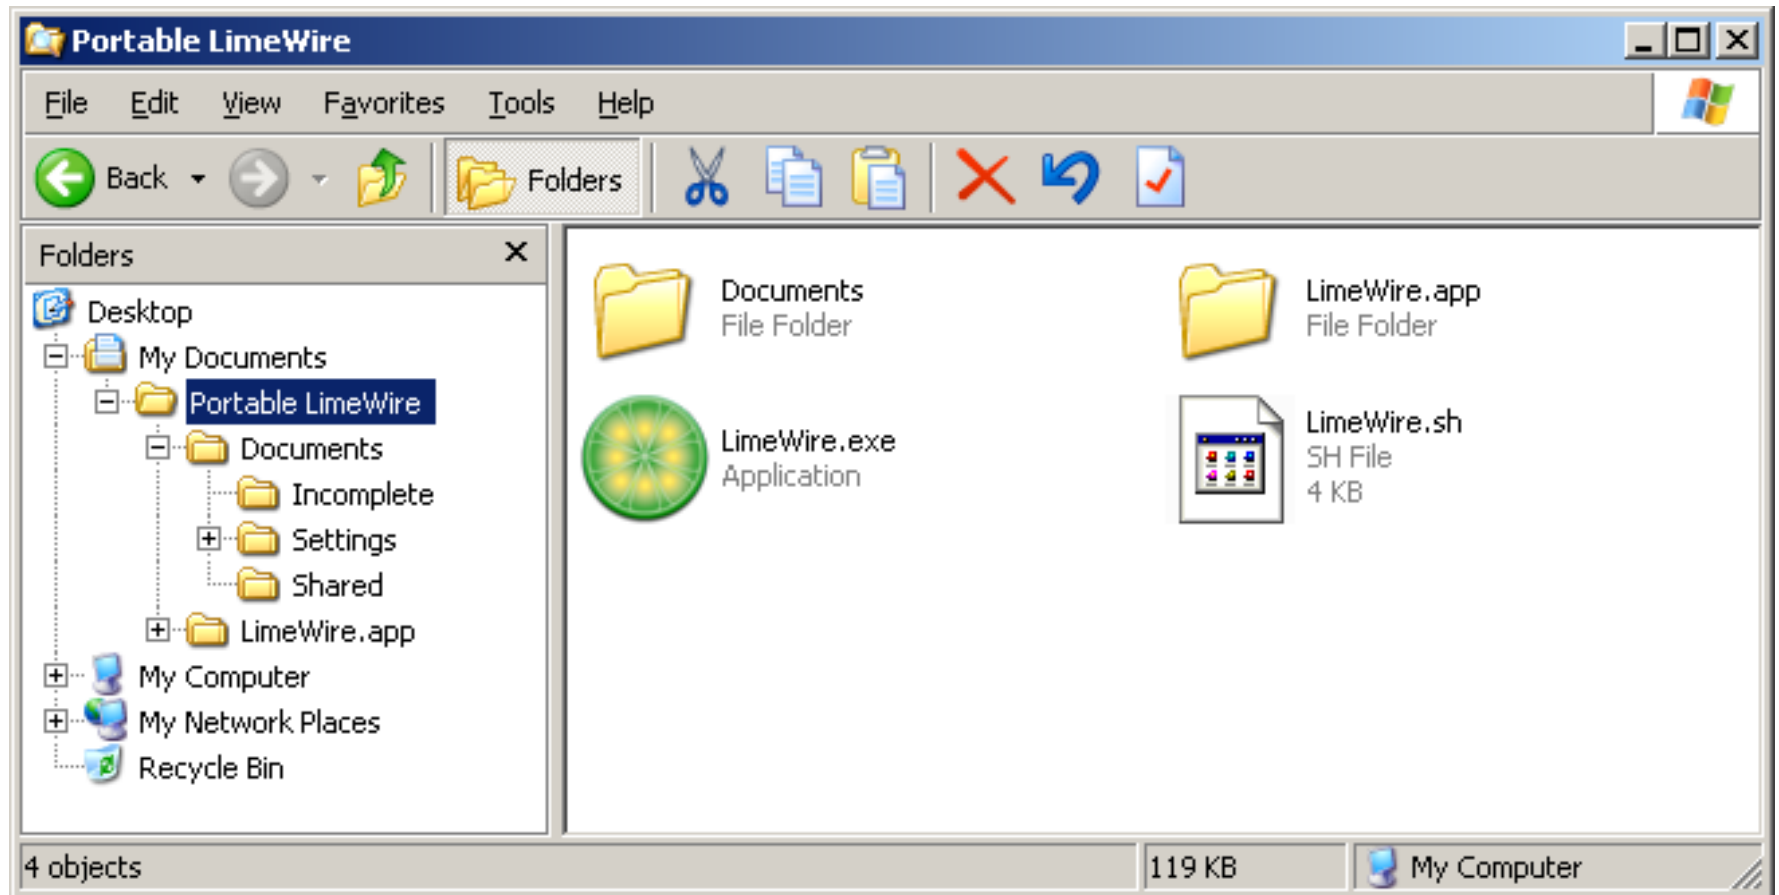 Portable LimeWire
File Edit View Favorites Tools Help
Back Folders
Folders
Desktop
My Documents
Portable LimeWire
Documents
Incomplete
Settings
Shared
LimeWire.app
My Computer
My Network Places
Recycle Bin
Documents
File Folder
LimeWire.app
File Folder
LimeWire.exe
Application
LimeWire.sh
SH File
4 KB
4 objects 119 KB My Computer